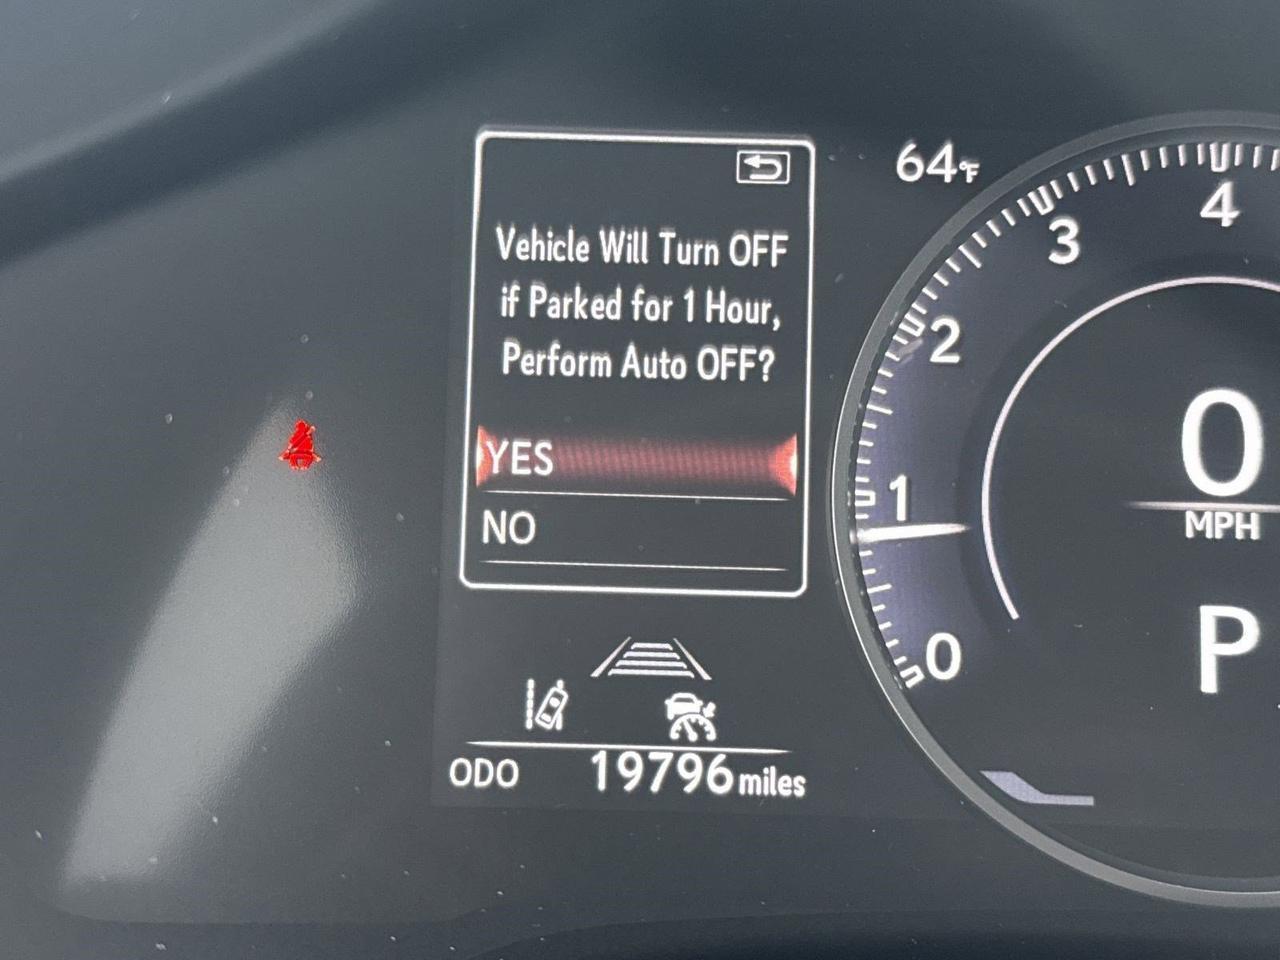 Vehicle Will Turn OFF
if Parked for 1 Hour,
Perform Auto OFF?
YES
NO
ODO 19796 miles
64°F
4
3
2
1
0
0
MPH
P